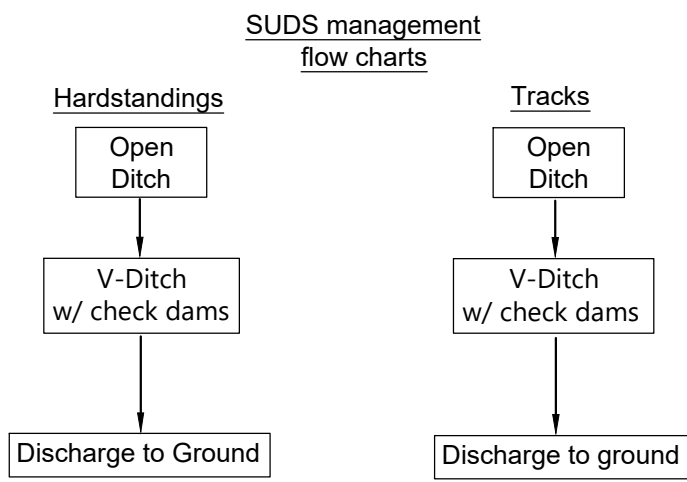 SUDS management
flow charts
Hardstandings
Open
Ditch
V-Ditch
w/ check dams
Discharge to Ground
Tracks
Open
Ditch
V-Ditch
w/ check dams
Discharge to ground